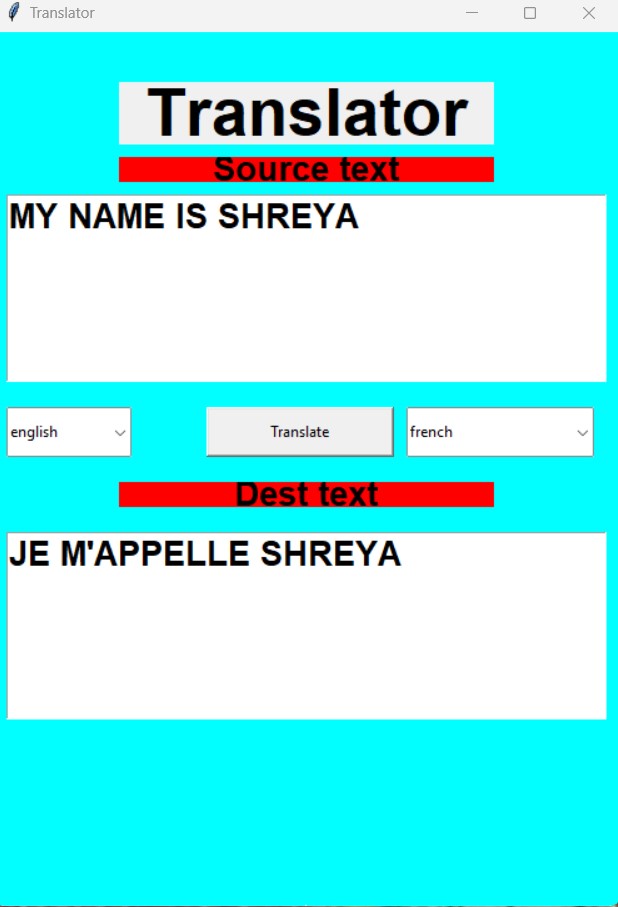 Translator
Translator
Source text
MY NAME IS SHREYA
english
Translate
french
Dest text
JE M'APPELLE SHREYA